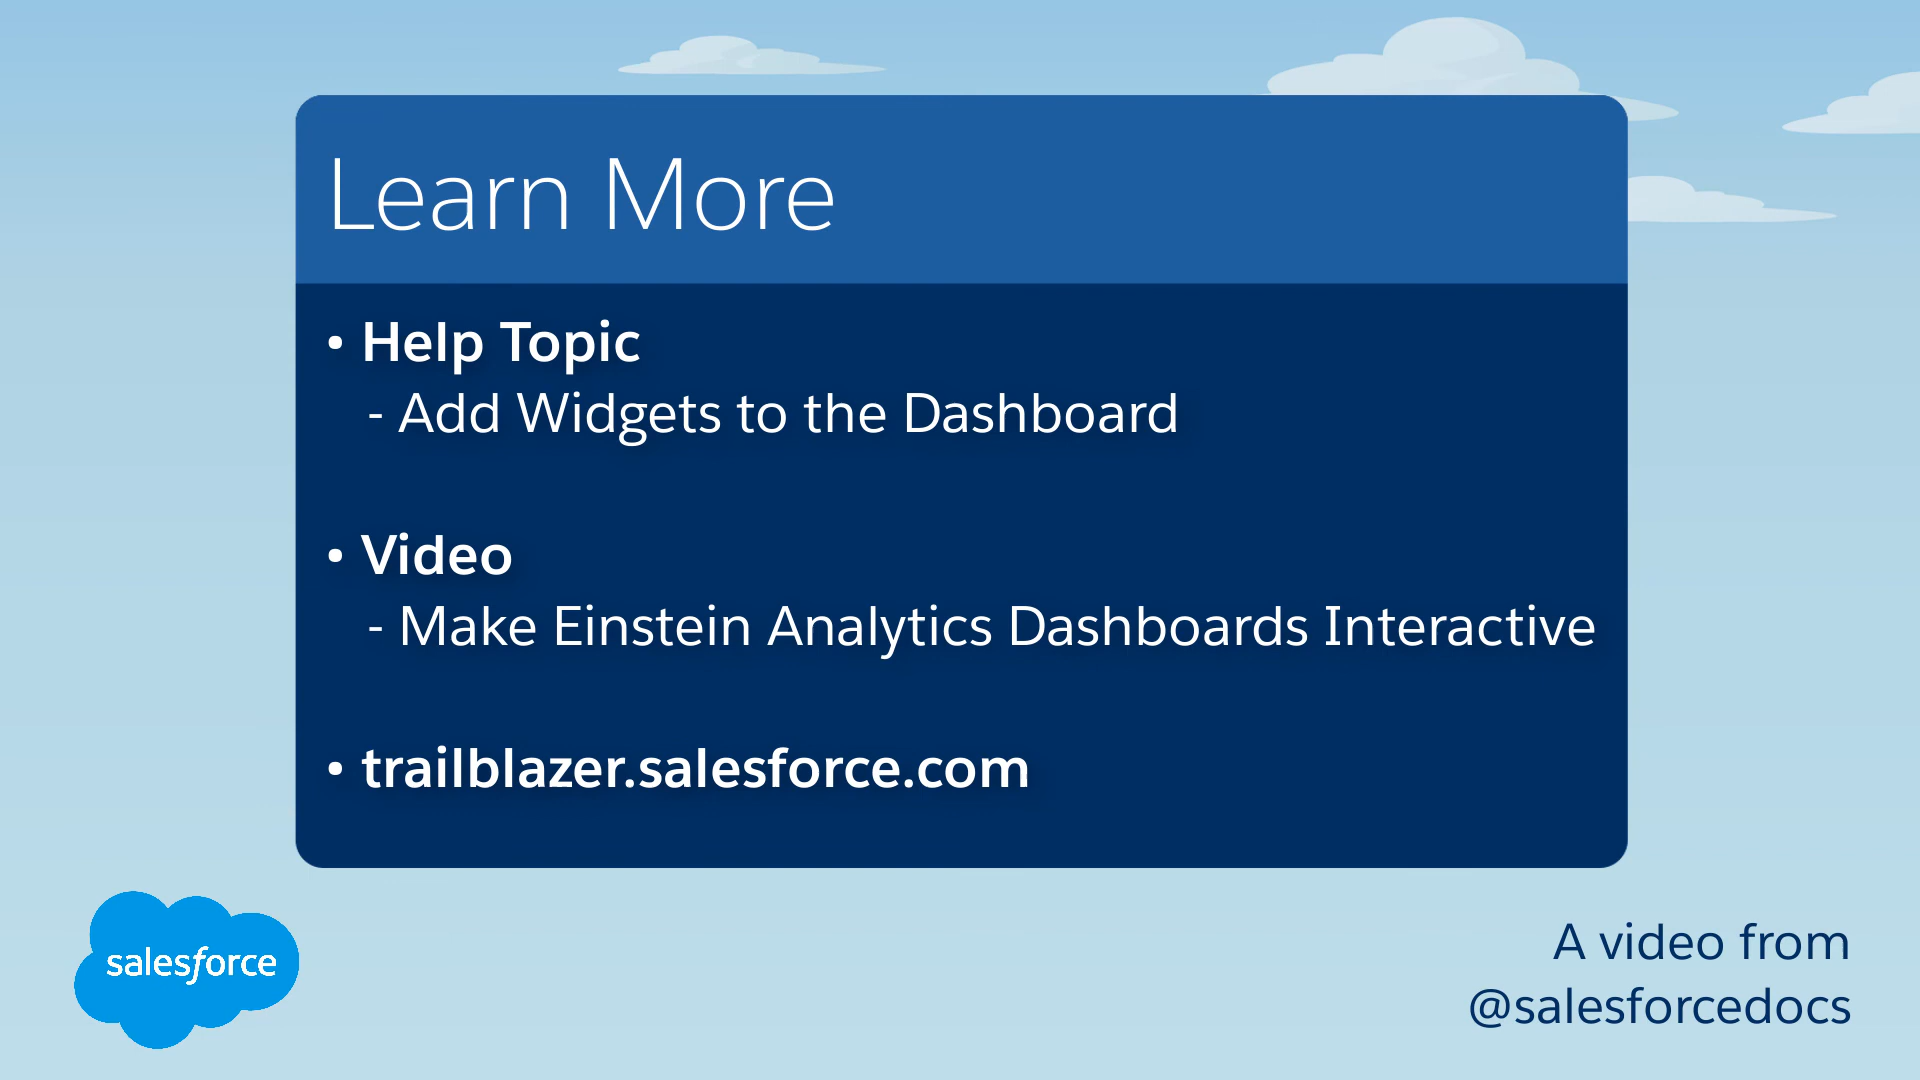 Learn More
• Help Topic
- Add Widgets to the Dashboard
• Video
- Make Einstein Analytics Dashboards Interactive
• trailblazer.salesforce.com
salesforce
A video from
@salesforcedocs